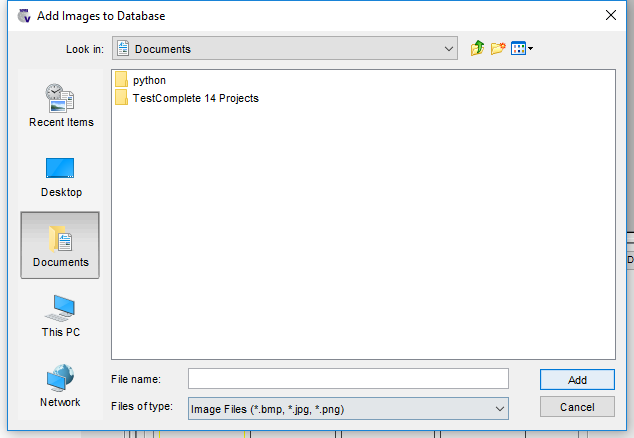 Add Images to Database
Look in:
Documents
Recent Items
Desktop
Documents
This PC
Network
python
TestComplete 14 Projects
File name:
Add
Files of type:
Image Files (*.bmp, *.jpg, *.png)
Cancel